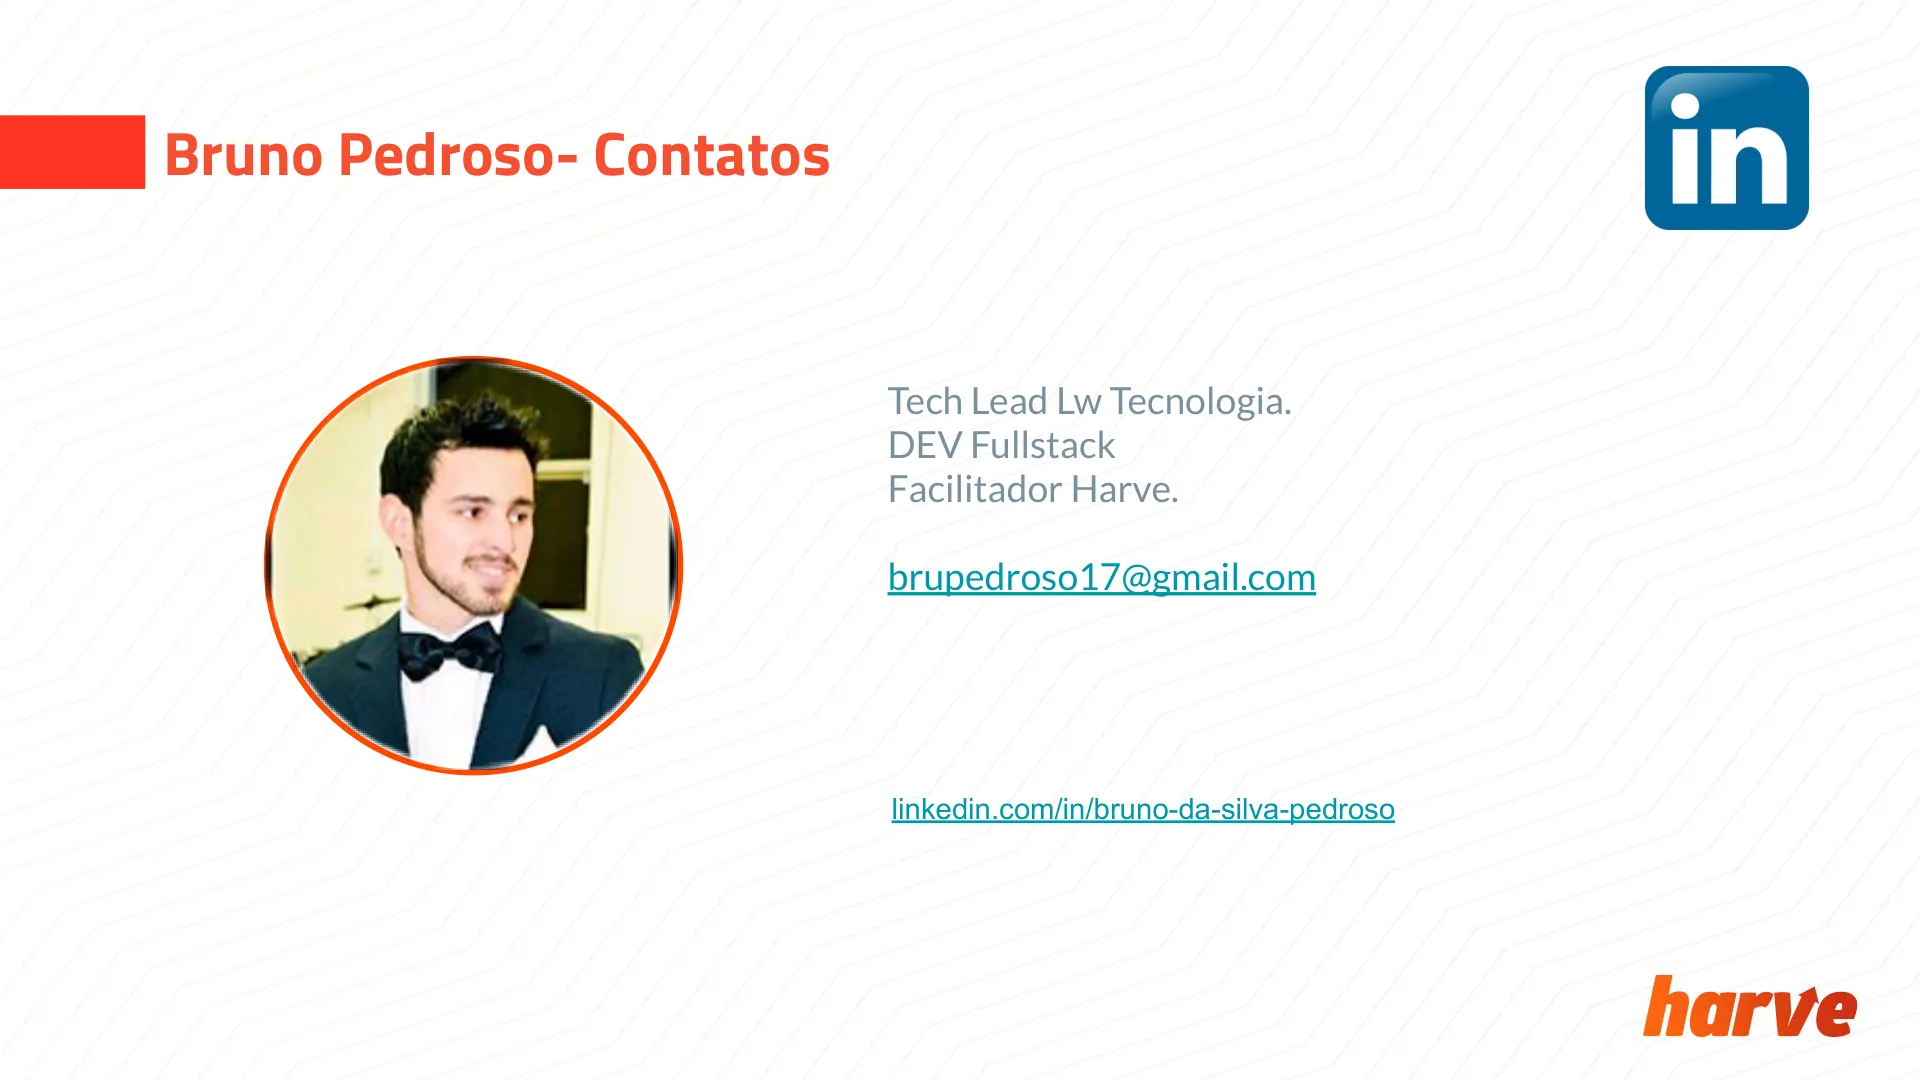 Bruno Pedroso- Contatos
in
Tech Lead Lw Tecnologia.
DEV Fullstack
Facilitador Harve.
brupedroso17@gmail.com
linkedin.com/in/bruno-da-silva-pedroso
harve